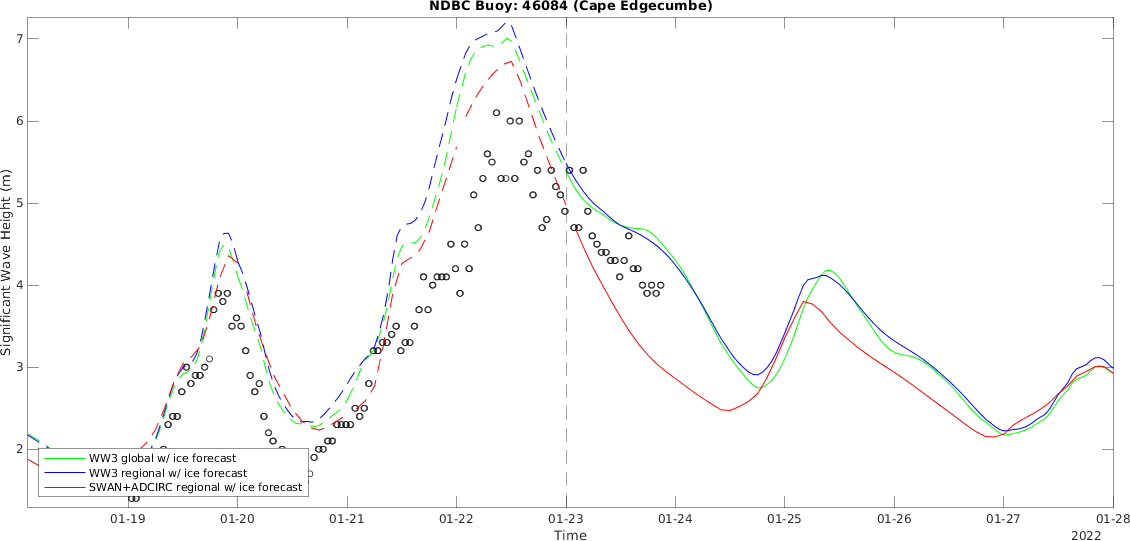 NDBC Buoy: 46084 (Cape Edgecumbe)
Significant Wave Height (m)
7
6
5
4
3
2
WW3 global w/ ice forecast
WW3 regional w/ ice forecast
SWAN+ADCIRC regional w/ ice forecast
01-19 01-20 01-21 01-22 01-23 01-24 01-25 01-26 01-27 01-28
Time
2022